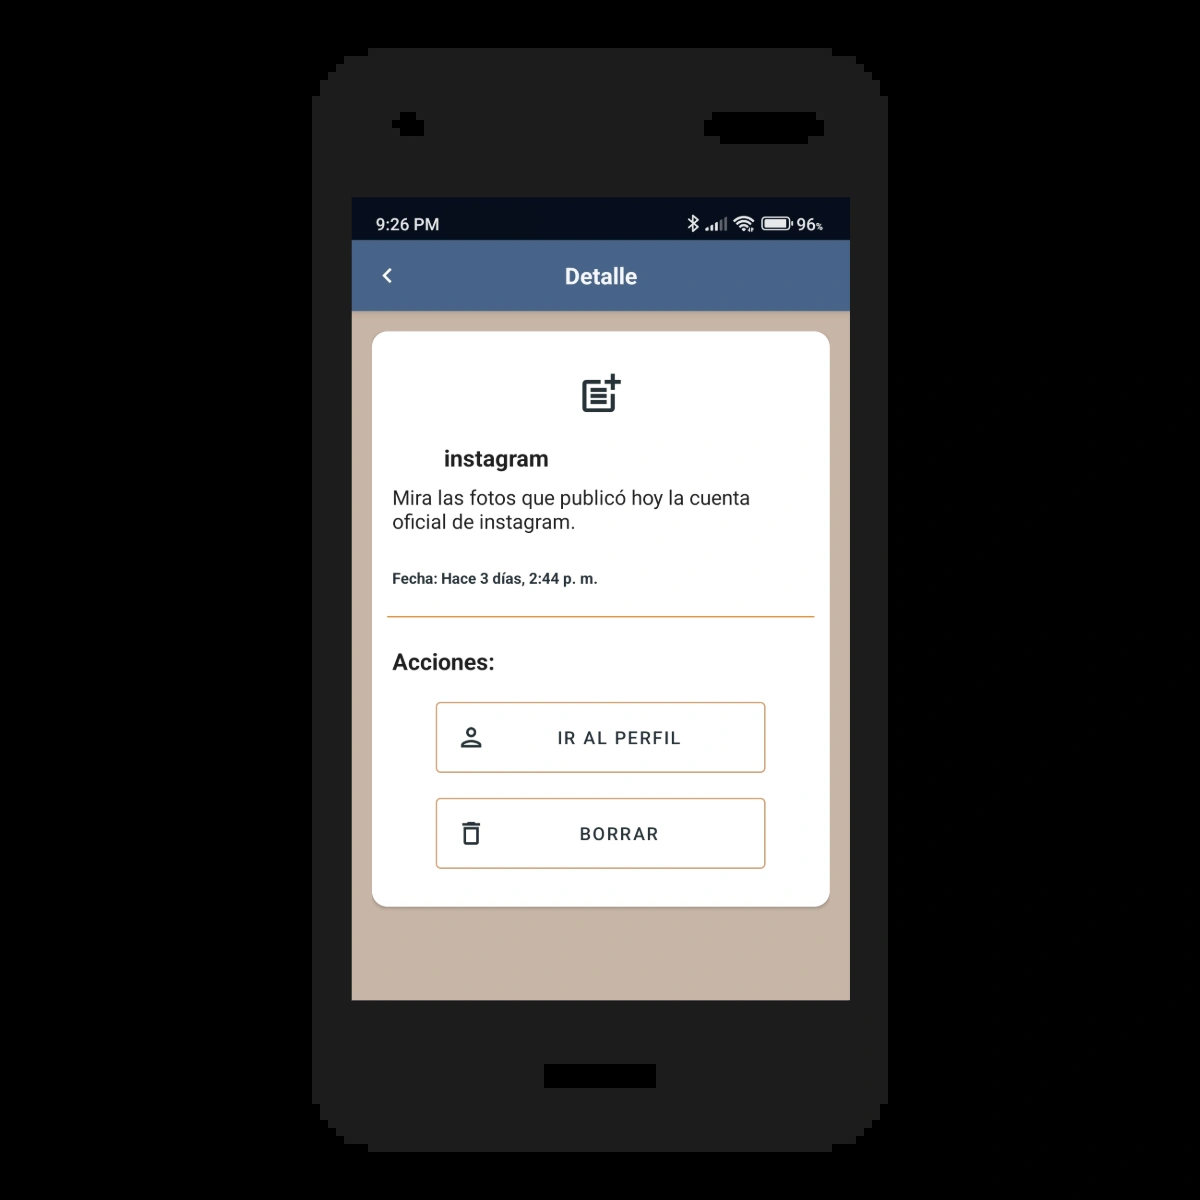 9:26 PM 96%
Detalle
instagram
Mira las fotos que publicó hoy la cuenta
oficial de instagram.
Fecha: Hace 3 días, 2:44 p. m.
Acciones:
IR AL PERFIL
BORRAR